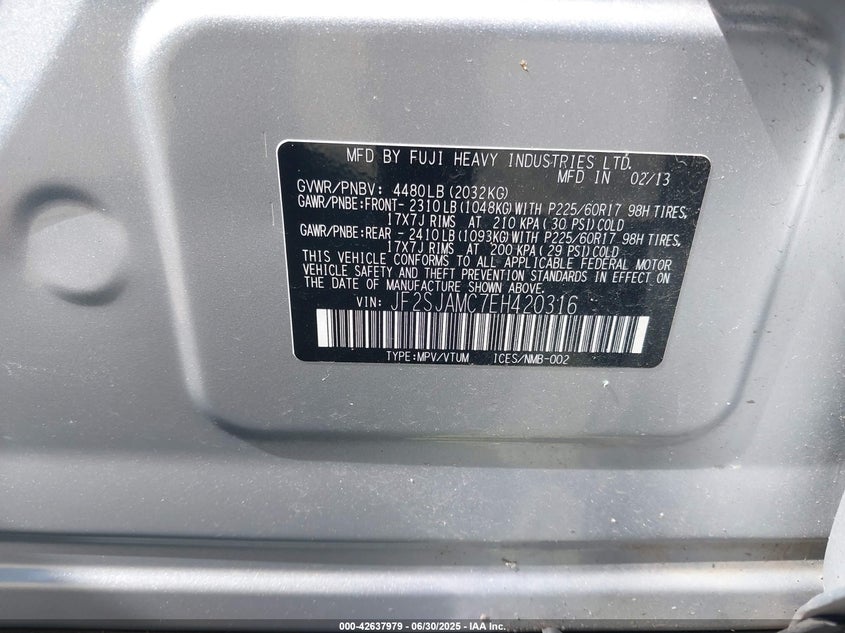 MFD BY FUJI HEAVY INDUSTRIES LTD.
MFD IN 02/13
GVWR/PNBV: 4480LB(2032KG)
GAWR/PNBE:FRONT- 2310LB(1048KG)WITH P225/60R17 98H TIRES,
17X7J RIMS AT 210 KPA(30 PSI)COLD
GAWR/PNBE:REAR - 2410LB(1093KG)WITH P225/60R17 98H TIRES,
17X7J RIMS AT 200 KPA(29 PSI)COLD
THIS VEHICLE CONFORMS TO ALL APPLICABLE FEDERAL MOTOR
VEHICLE SAFETY AND THEFT PREVENTION STANDARDS IN EFFECT ON
THE DATE OF MANUFACTURE SHOWN ABOVE.
VIN: JF2SJAMC7EH420316
TYPE:MPV/VTUM ICES/NMB-002
000-42637979 - 06/30/2025 - IAA Inc.